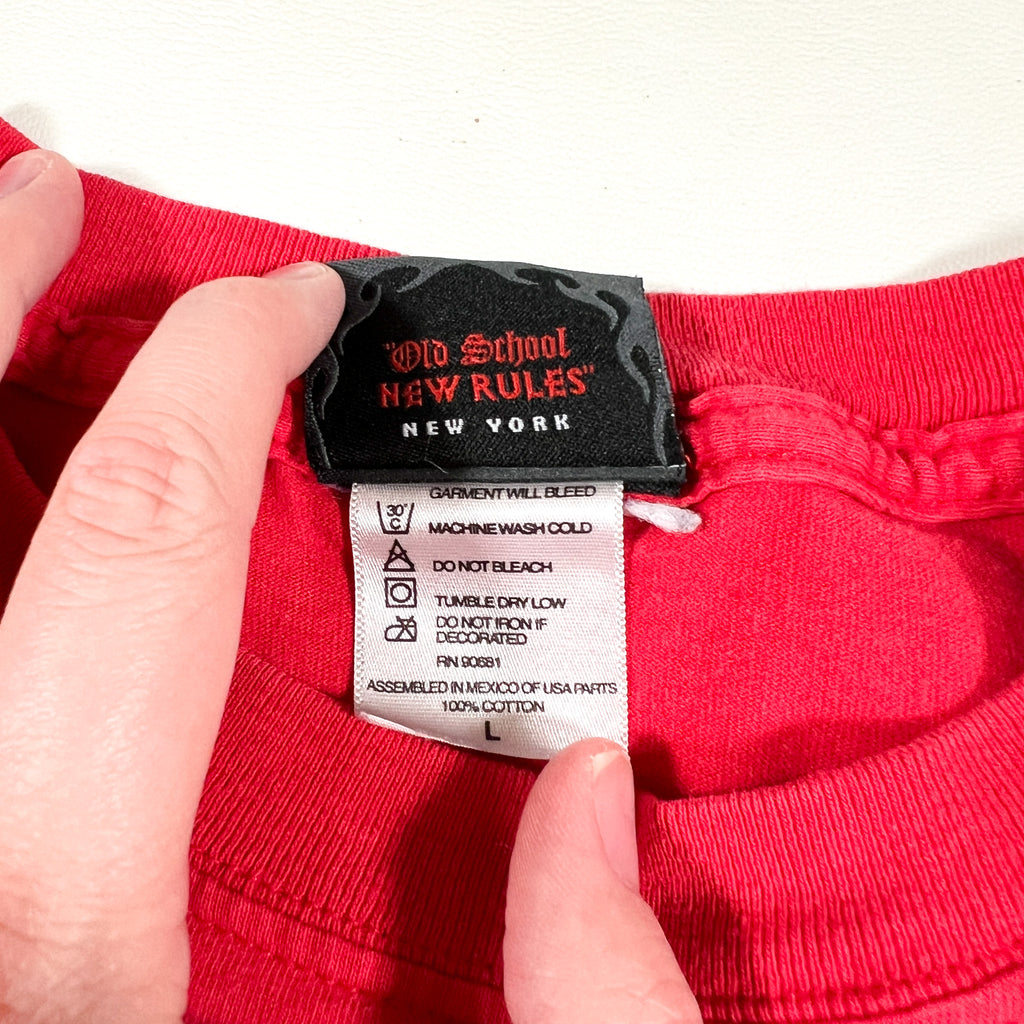 "Old School
NEW RULES"
NEW YORK
GARMENT WILL BLEED
30°
C
MACHINE WASH COLD
DO NOT BLEACH
TUMBLE DRY LOW
DO NOT IRON IF
DECORATED
RN 90681
ASSEMBLED IN MEXICO OF USA PARTS
100% COTTON
L